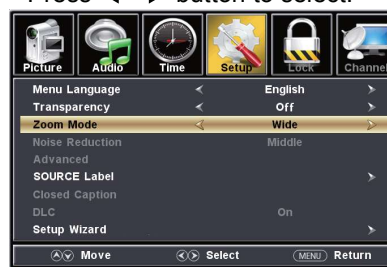 Press ◄ ► button to select.
Picture Audio Time Setup Lock Channel
Menu Language < English >
Transparency < Off >
Zoom Mode < Wide >
Noise Reduction Middle
Advanced
SOURCE Label >
Closed Caption
DLC On
Setup Wizard >
Move Select MENU Return